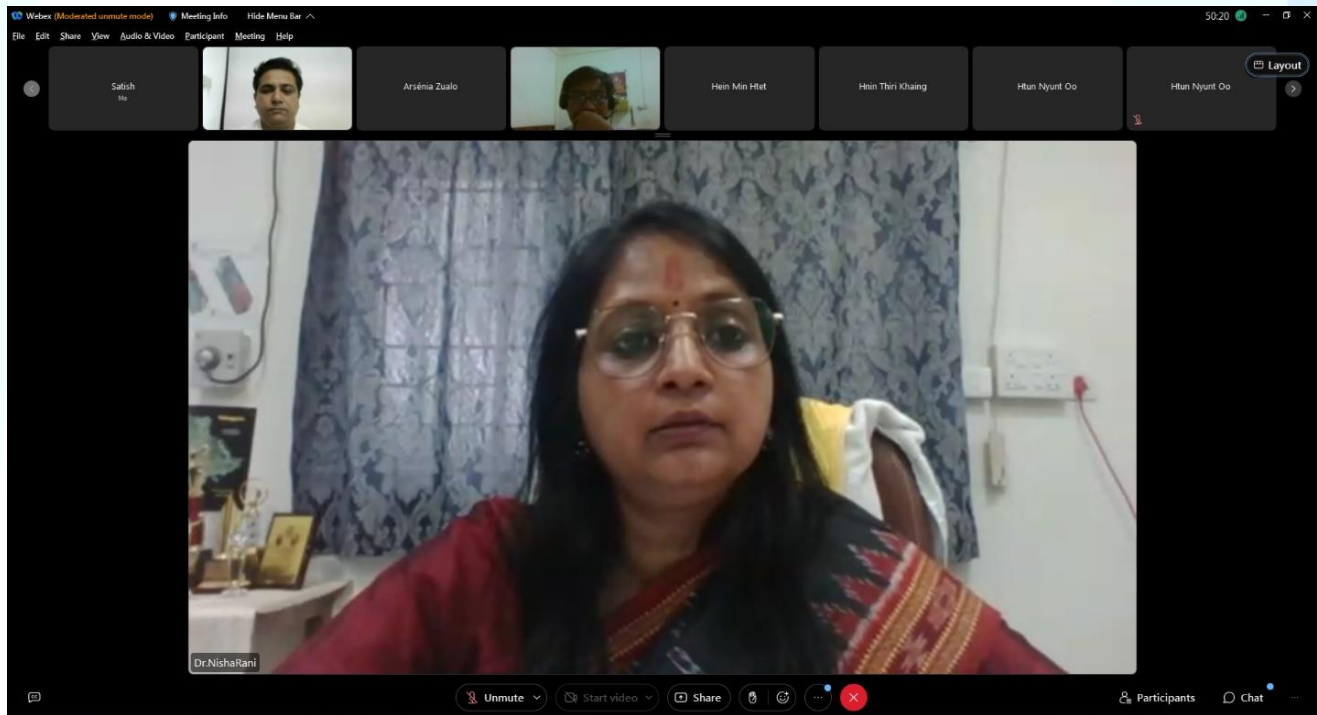 Webex (Moderated unmute mode) Meeting Info Hide Menu Bar
50:20
File Edit Share View Audio & Video Participant Meeting Help
Layout
Satish
Me
Arsénia Zualo
Hein Min Htet
Hnin Thiri Khaing
Htun Nyunt Oo
Htun Nyunt Oo
Dr.NishaRani
Unmute
Start video
Share
Participants
Chat